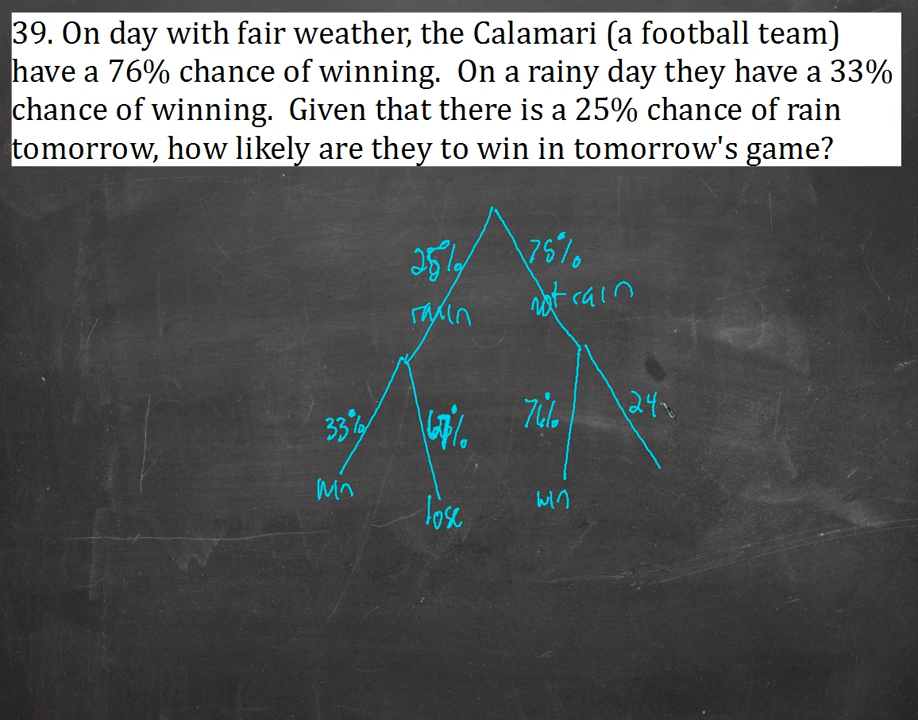 39. On day with fair weather, the Calamari (a football team)
have a 76% chance of winning. On a rainy day they have a 33%
chance of winning. Given that there is a 25% chance of rain
tomorrow, how likely are they to win in tomorrow's game?
25% 75%
rain not rain
33% 67% 76% 24
win lose win